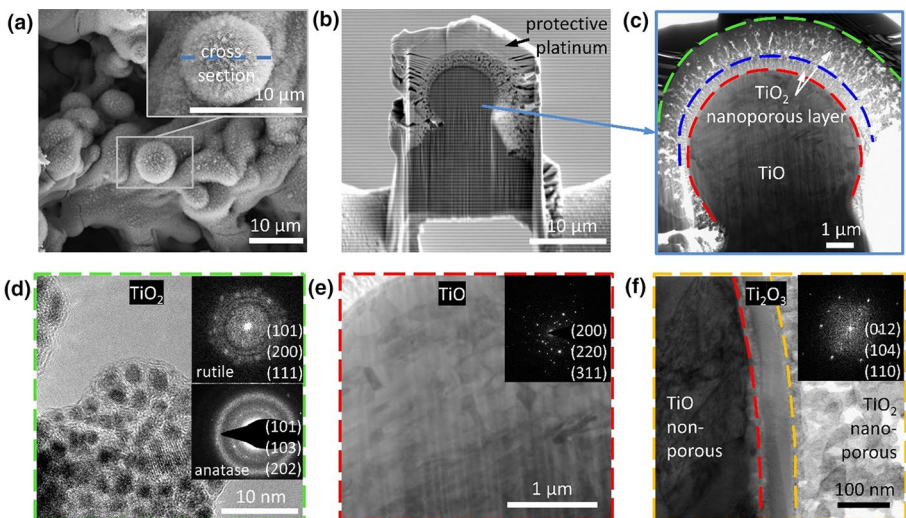 (a)
cross-
section
10 µm
10 µm
(b)
protective
platinum
10 µm
(c)
TiO₂
nanoporous layer
TiO
1 µm
(d)
TiO₂
(101)
(200)
(111)
rutile
(101)
(103)
(202)
anatase
10 nm
(e)
TiO
(200)
(220)
(311)
1 µm
(f)
Ti₂O₃
(012)
(104)
(110)
TiO
non-
porous
TiO₂
nano-
porous
100 nm